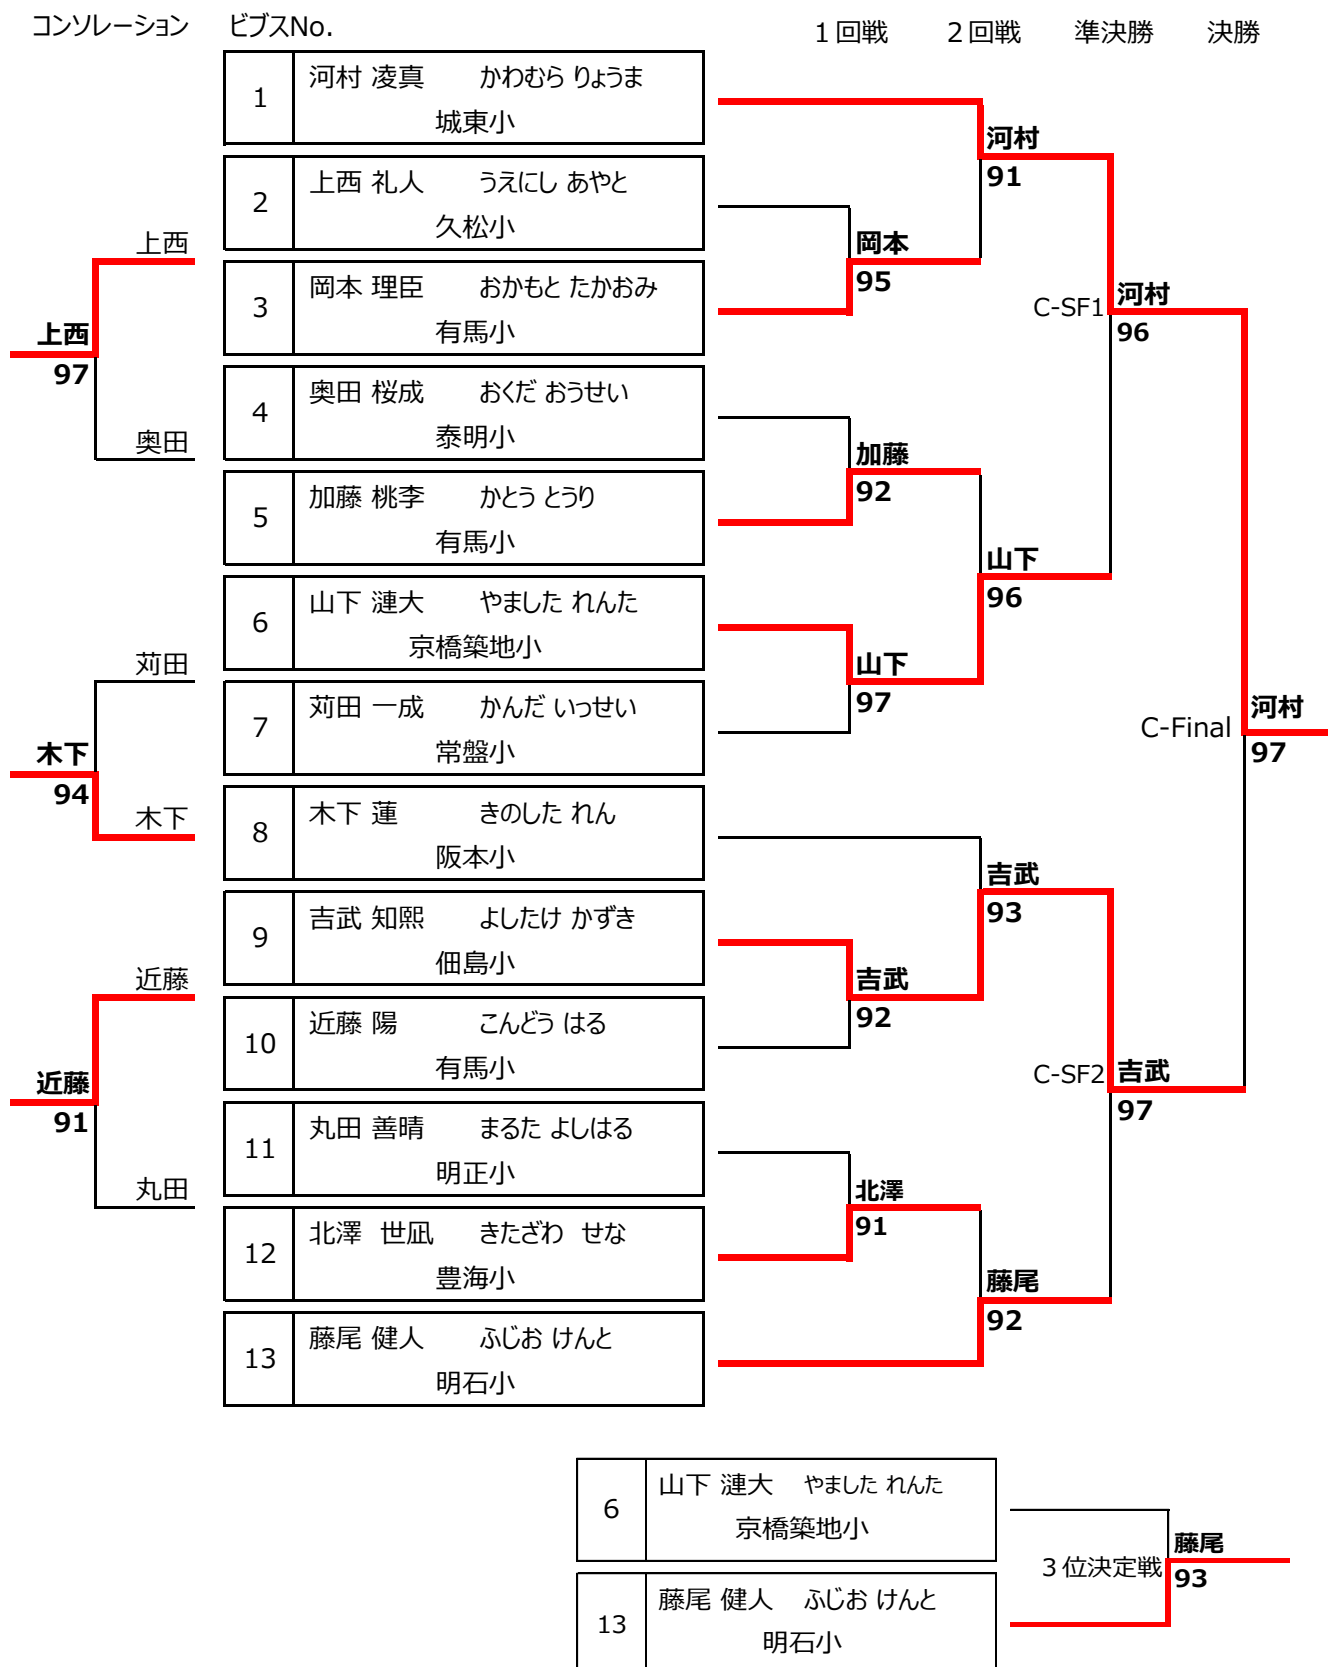 コンソレーション ビブスNo. 1回戦 2回戦 準決勝 決勝
1 河村 凌真 かわむら りょうま
城東小
河村
91
2 上西 礼人 うえにし あやと
久松小
上西
岡本
95
3 岡本 理臣 おかもと たかおみ
有馬小
C-SF1 河村
96
上西
97
4 奥田 桜成 おくだ おうせい
泰明小
奥田
加藤
92
5 加藤 桃李 かとう とうり
有馬小
山下
96
6 山下 漣大 やました れんた
京橋築地小
苅田
山下
97
7 苅田 一成 かんだ いっせい
常盤小
C-Final 河村
97
木下
94
8 木下 蓮 きのした れん
阪本小
木下
吉武
93
9 吉武 知熙 よしたけ かずき
佃島小
近藤
吉武
92
10 近藤 陽 こんどう はる
有馬小
C-SF2 吉武
97
近藤
91
11 丸田 善晴 まるた よしはる
明正小
丸田
北澤
91
12 北澤 世凪 きたざわ せな
豊海小
藤尾
92
13 藤尾 健人 ふじお けんと
明石小
6 山下 漣大 やました れんた
京橋築地小
3位決定戦 藤尾
93
13 藤尾 健人 ふじお けんと
明石小